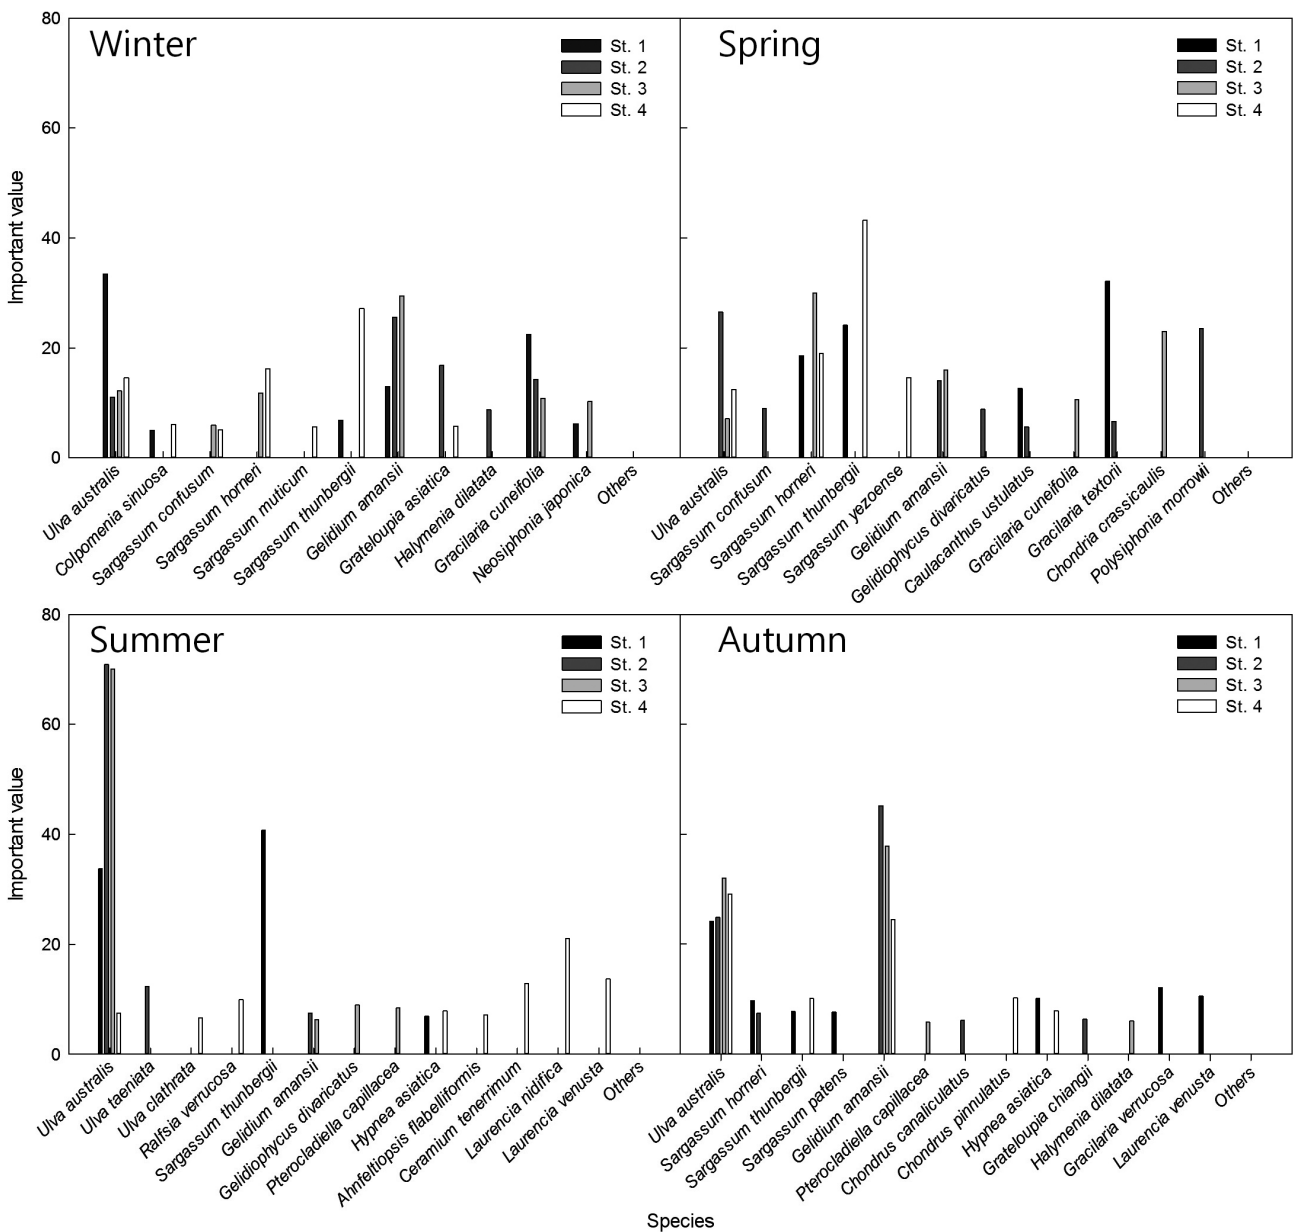 Winter
St. 1
St. 2
St. 3
St. 4
Spring
St. 1
St. 2
St. 3
St. 4
80
60
40
20
0
Important value
Ulva australis
Colpomenia sinuosa
Sargassum confusum
Sargassum horneri
Sargassum muticum
Sargassum thunbergii
Gelidium amansii
Grateloupia asiatica
Halymenia dilatata
Gracilaria cuneifolia
Neosiphonia japonica
Others
Ulva australis
Sargassum confusum
Sargassum horneri
Sargassum thunbergii
Sargassum yezoense
Gelidium amansii
Gelidiophycus divaricatus
Caulacanthus ustulatus
Gracilaria cuneifolia
Gracilaria textorii
Chondria crassicaulis
Polysiphonia morrowii
Others
Summer
St. 1
St. 2
St. 3
St. 4
Autumn
St. 1
St. 2
St. 3
St. 4
80
60
40
20
0
Important value
Ulva australis
Ulva taeniata
Ulva clathrata
Ralfsia verrucosa
Sargassum thunbergii
Gelidium amansii
Gelidiophycus divaricatus
Pterocladiella capillacea
Hypnea asiatica
Ahnfeltiopsis flabelliformis
Ceramium tenerrimum
Laurencia nidifica
Laurencia venusta
Others
Ulva australis
Sargassum horneri
Sargassum thunbergii
Sargassum patens
Gelidium amansii
Pterocladiella capillacea
Chondrus canaliculatus
Chondrus pinnulatus
Hypnea asiatica
Grateloupia chiangii
Halymenia dilatata
Gracilaria verrucosa
Laurencia venusta
Others
Species